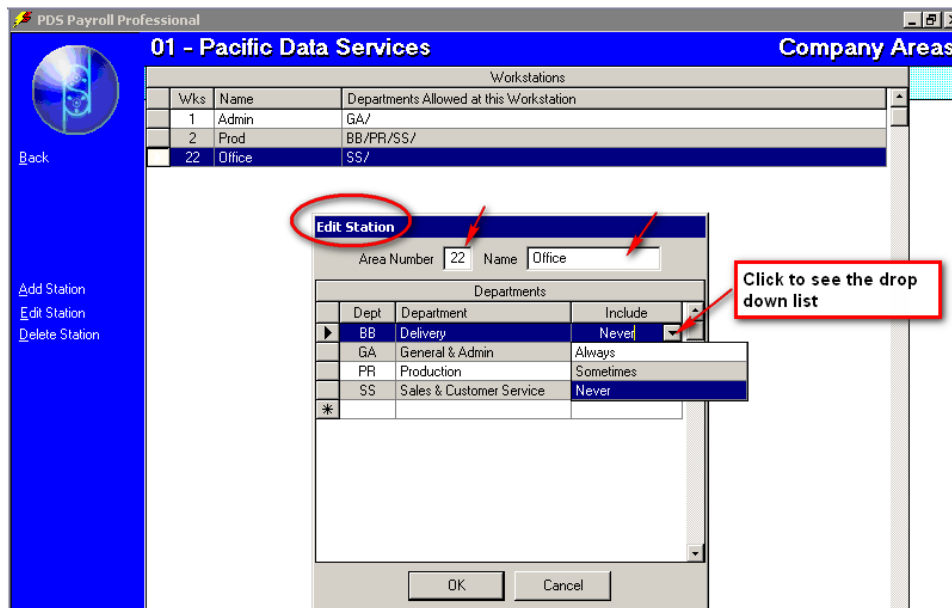 PDS Payroll Professional
01 - Pacific Data Services
Company Areas
Workstations
Wks Name Departments Allowed at this Workstation
1 Admin GA/
2 Prod BB/PR/SS/
22 Office SS/
Back
Add Station
Edit Station
Delete Station
Edit Station
Area Number 22 Name Office
Departments
Dept Department Include
BB Delivery Never
GA General & Admin
PR Production
SS Sales & Customer Service
Always
Sometimes
Never
Click to see the drop
down list
OK Cancel